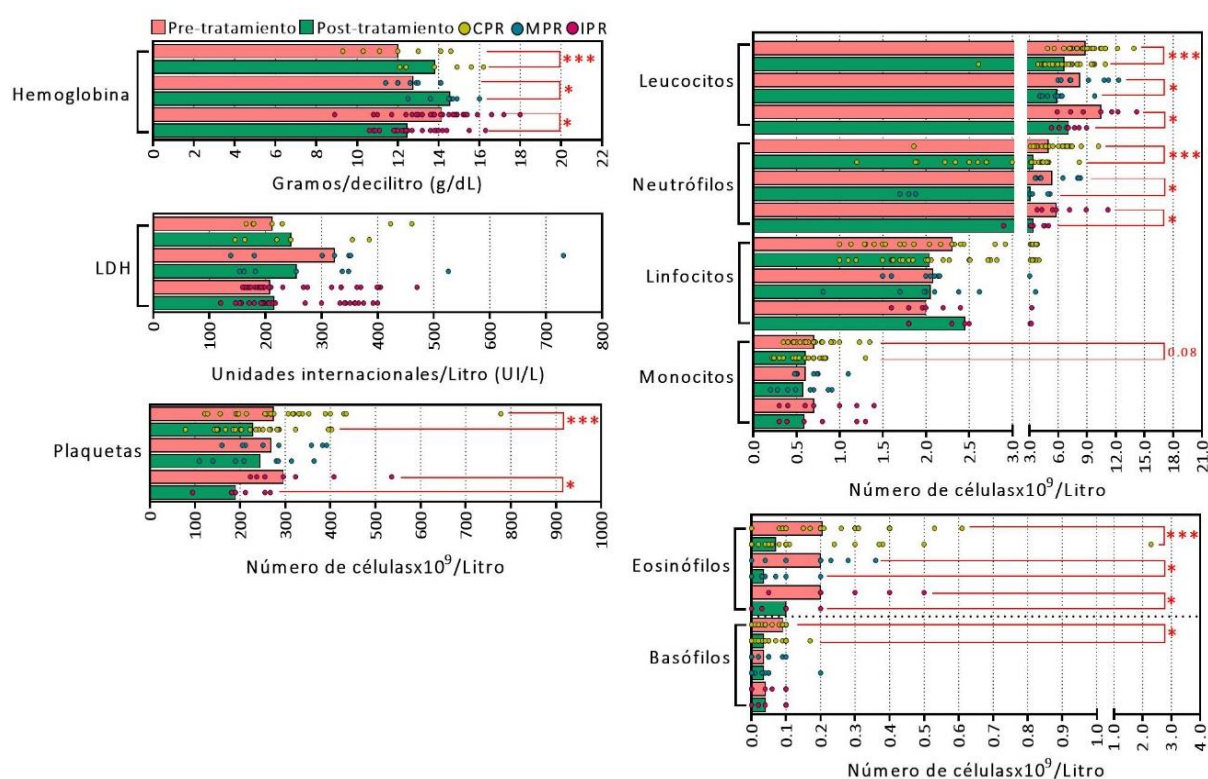 Pre-tratamiento Post-tratamiento CPR MPR IPR
Hemoglobina
***
*
*
0 2 4 6 8 10 12 14 16 18 20 22
Gramos/decilitro (g/dL)
LDH
0 100 200 300 400 500 600 700 800
Unidades internacionales/Litro (UI/L)
Plaquetas
***
*
0 100 200 300 400 500 600 700 800 900 1000
Número de célulasx10⁹/Litro
Leucocitos
***
*
*
Neutrófilos
***
*
*
Linfocitos
Monocitos
0.08
0.0 0.5 1.0 1.5 2.0 2.5 3.0 3.0 6.0 9.0 12.0 15.0 18.0 21.0
Número de célulasx10⁹/Litro
Eosinófilos
***
*
*
Basófilos
*
0.0 0.1 0.2 0.3 0.4 0.5 0.6 0.7 0.8 0.9 1.0 1.0 2.0 3.0 4.0
Número de célulasx10⁹/Litro